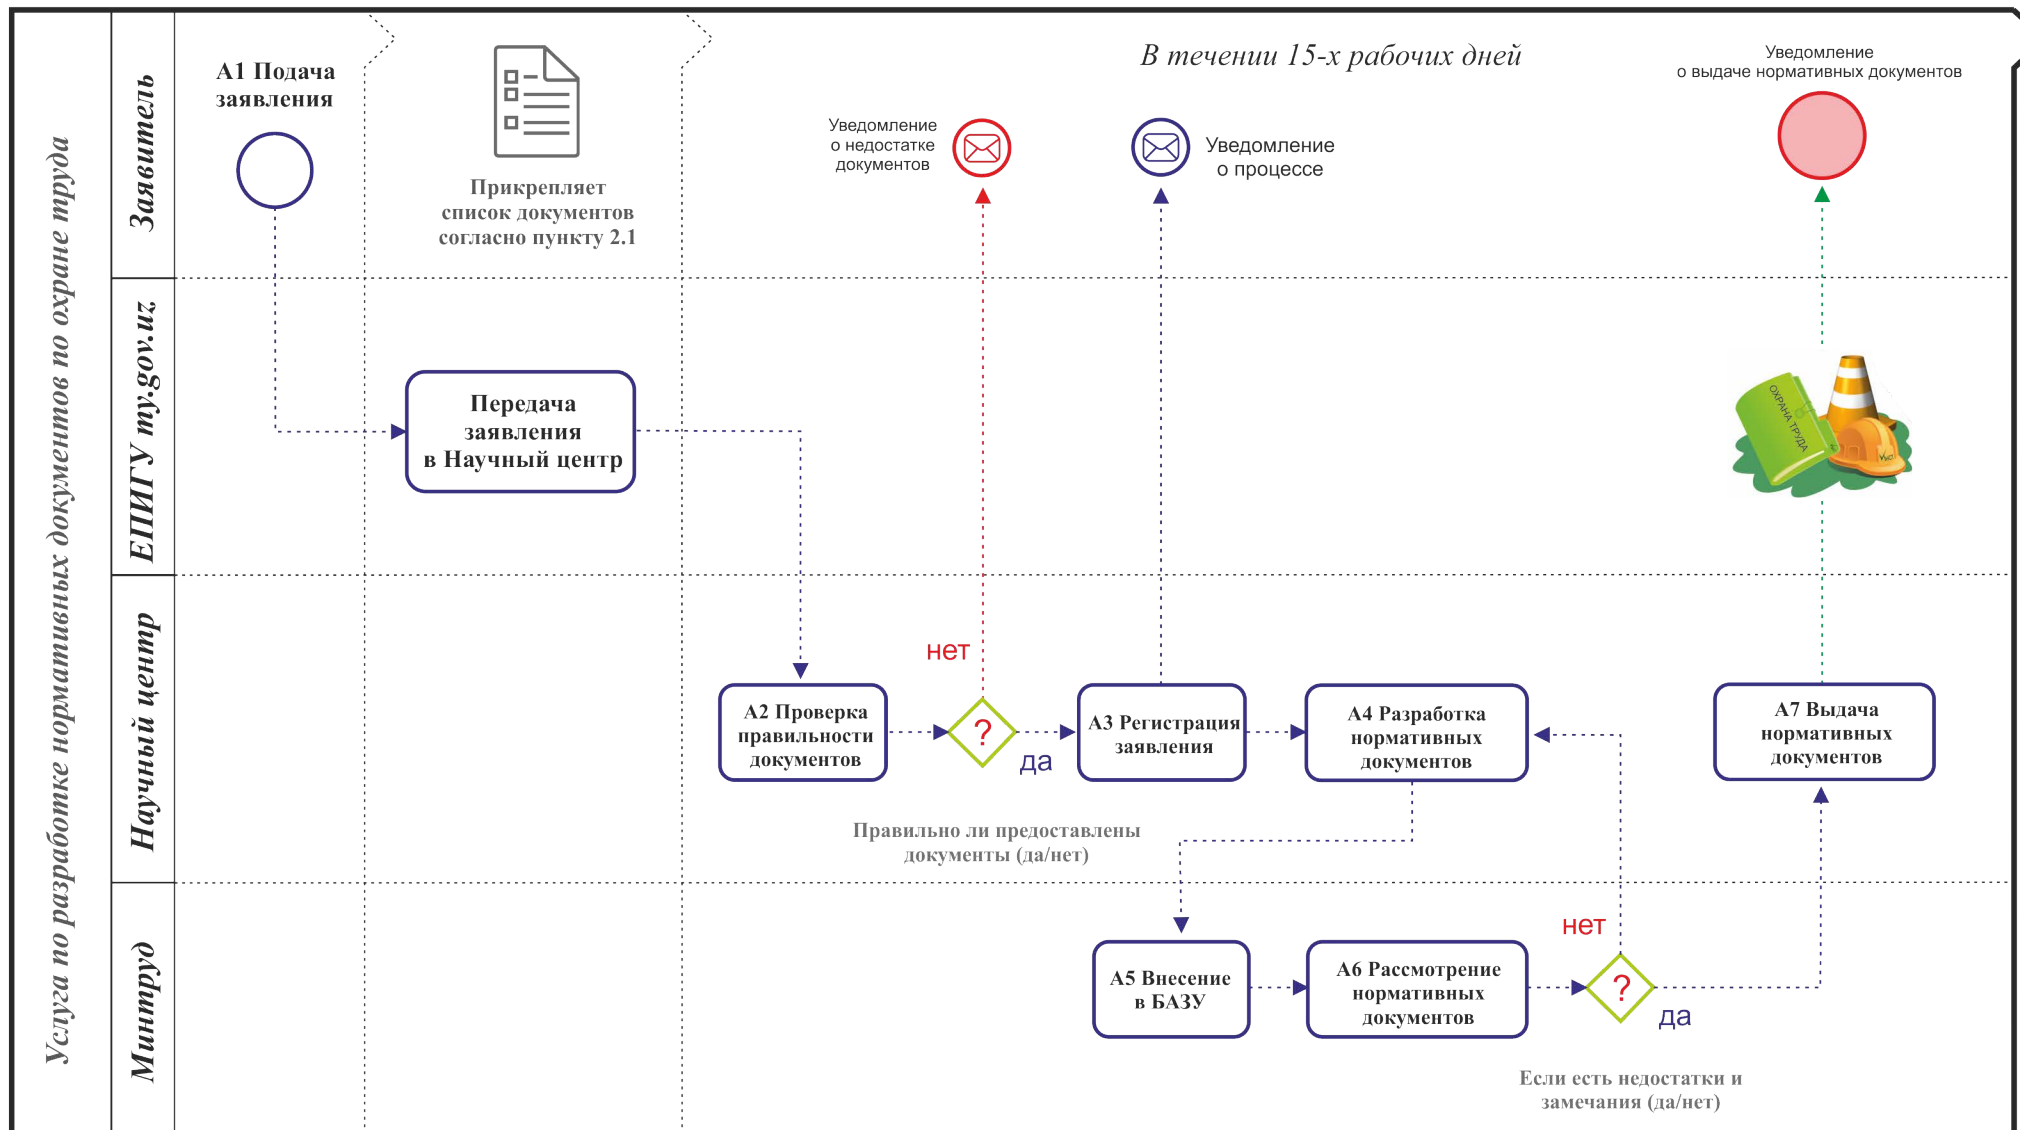 Услуга по разработке нормативных документов по охране труда
Заявитель
ЕПИГУ my.gov.uz
Научный центр
Минтруд
А1 Подача
заявления
Прикрепляет
список документов
согласно пункту 2.1
В течении 15-х рабочих дней
Уведомление
о недостатке
документов
Уведомление
о процессе
Уведомление
о выдаче нормативных документов
Передача
заявления
в Научный центр
ОХРАНА ТРУДА
нет
А2 Проверка
правильности
документов
?
да
А3 Регистрация
заявления
А4 Разработка
нормативных
документов
А7 Выдача
нормативных
документов
Правильно ли предоставлены
документы (да/нет)
нет
А5 Внесение
в БАЗУ
А6 Рассмотрение
нормативных
документов
?
да
Если есть недостатки и
замечания (да/нет)